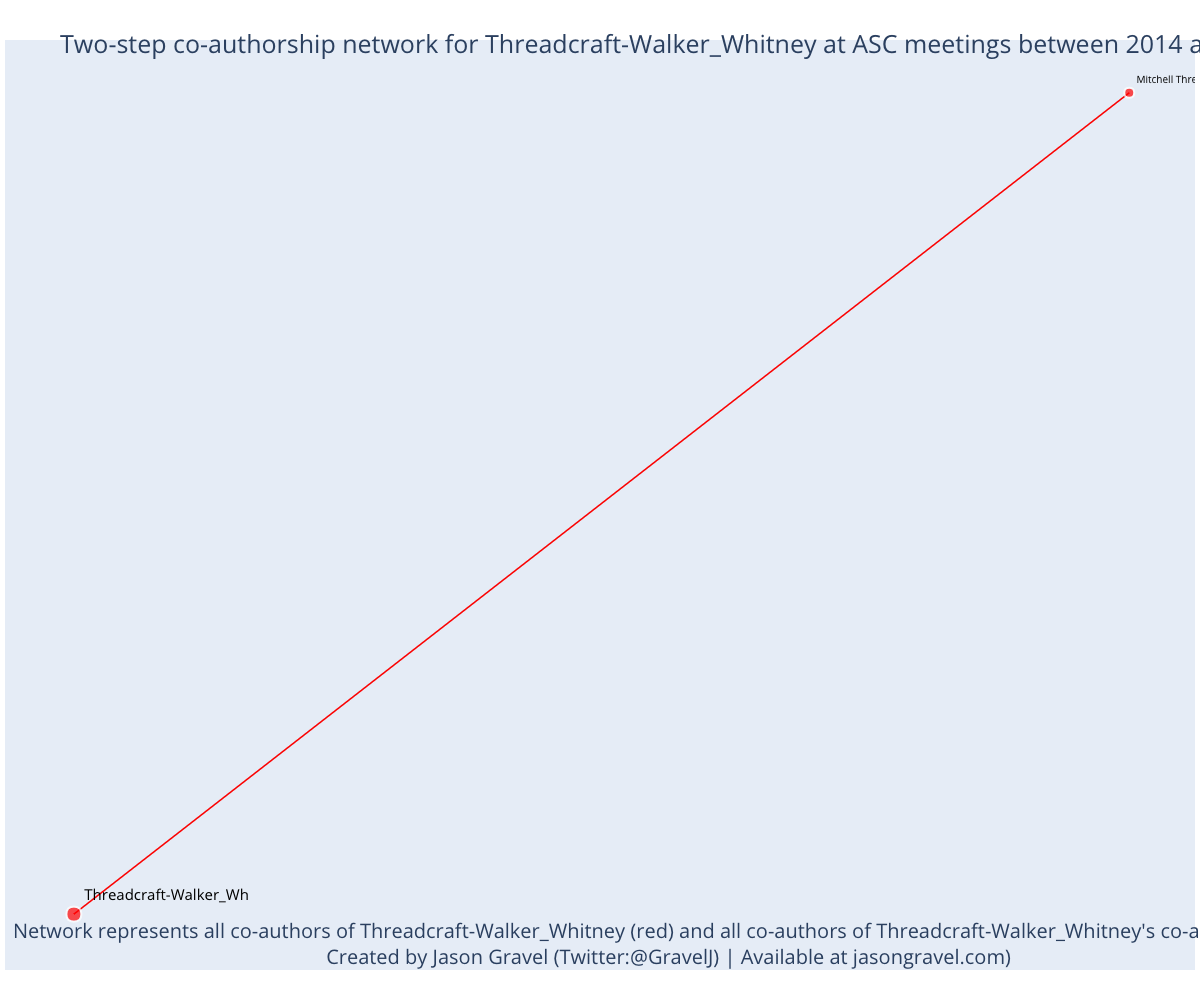 Two-step co-authorship network for Threadcraft-Walker_Whitney at ASC meetings between 2014 a
Mitchell Thre
Threadcraft-Walker_Wh
Network represents all co-authors of Threadcraft-Walker_Whitney (red) and all co-authors of Threadcraft-Walker_Whitney's co-a
Created by Jason Gravel (Twitter:@GravelJ) | Available at jasongravel.com)